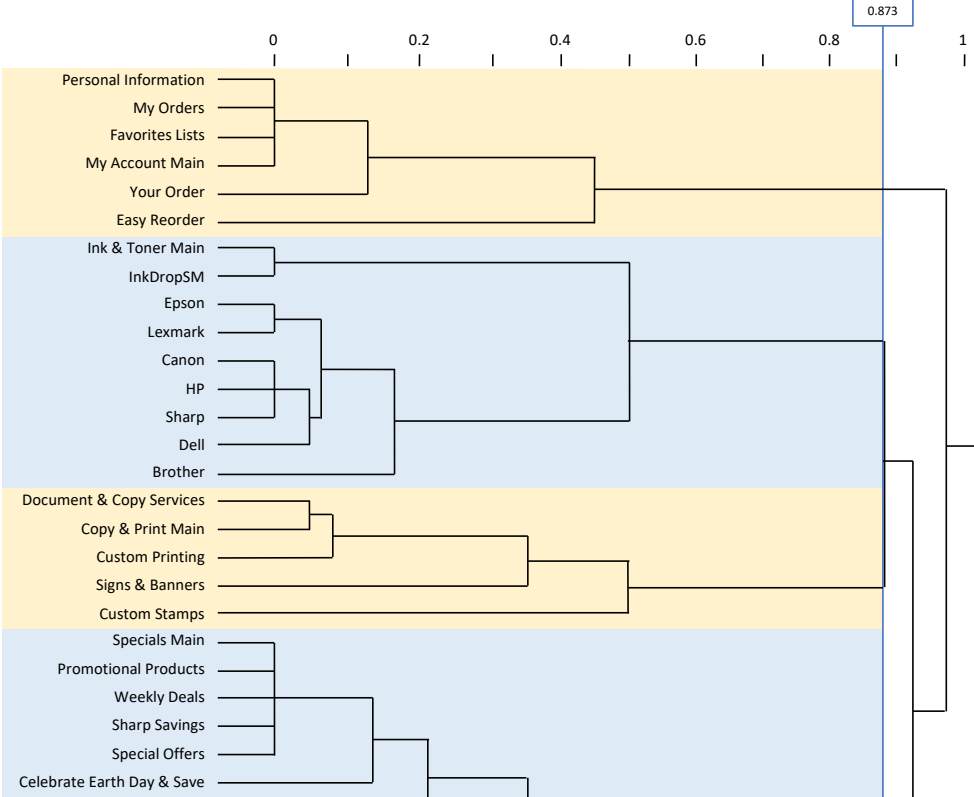 0.873
0 0.2 0.4 0.6 0.8 1
Personal Information
My Orders
Favorites Lists
My Account Main
Your Order
Easy Reorder
Ink & Toner Main
InkDropSM
Epson
Lexmark
Canon
HP
Sharp
Dell
Brother
Document & Copy Services
Copy & Print Main
Custom Printing
Signs & Banners
Custom Stamps
Specials Main
Promotional Products
Weekly Deals
Sharp Savings
Special Offers
Celebrate Earth Day & Save